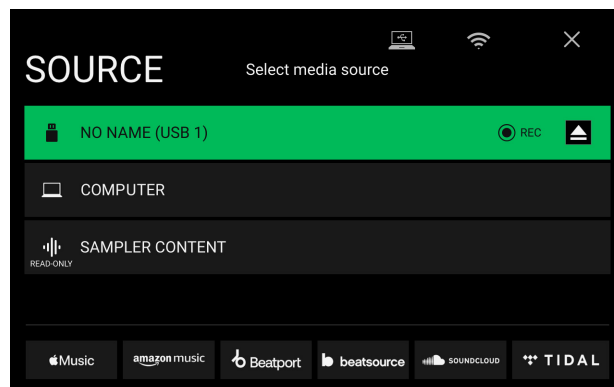 SOURCE
Select media source
NO NAME (USB 1)
REC
COMPUTER
SAMPLER CONTENT
READ-ONLY
Music
amazon music
Beatport
beatsource
SOUNDCLOUD
TIDAL